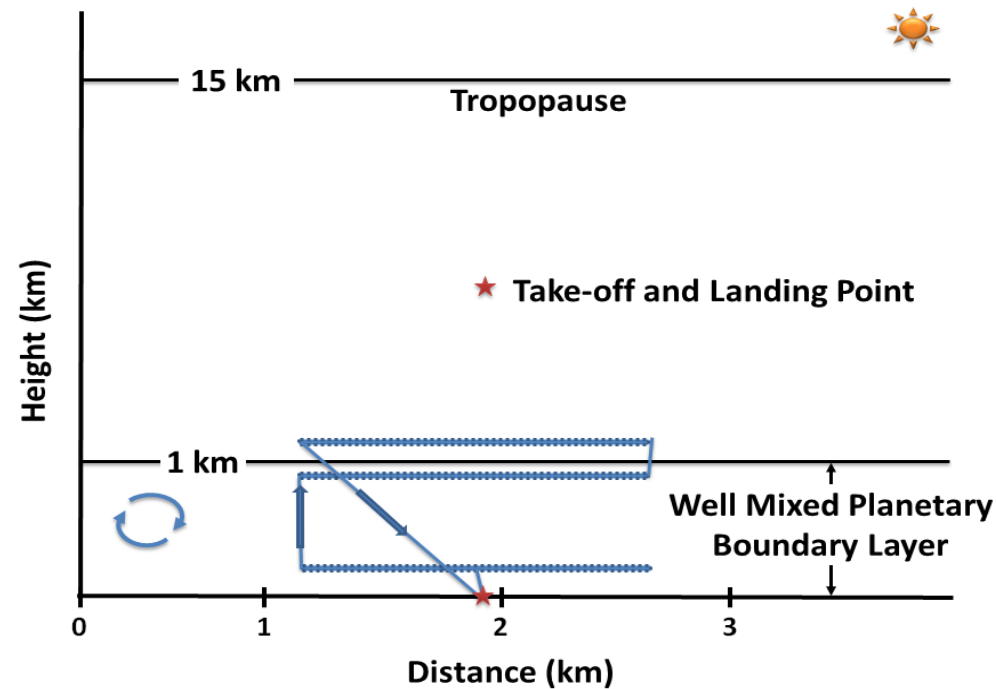 15 km
Tropopause
Height (km)
Take-off and Landing Point
1 km
Well Mixed Planetary
Boundary Layer
0
1
2
3
Distance (km)